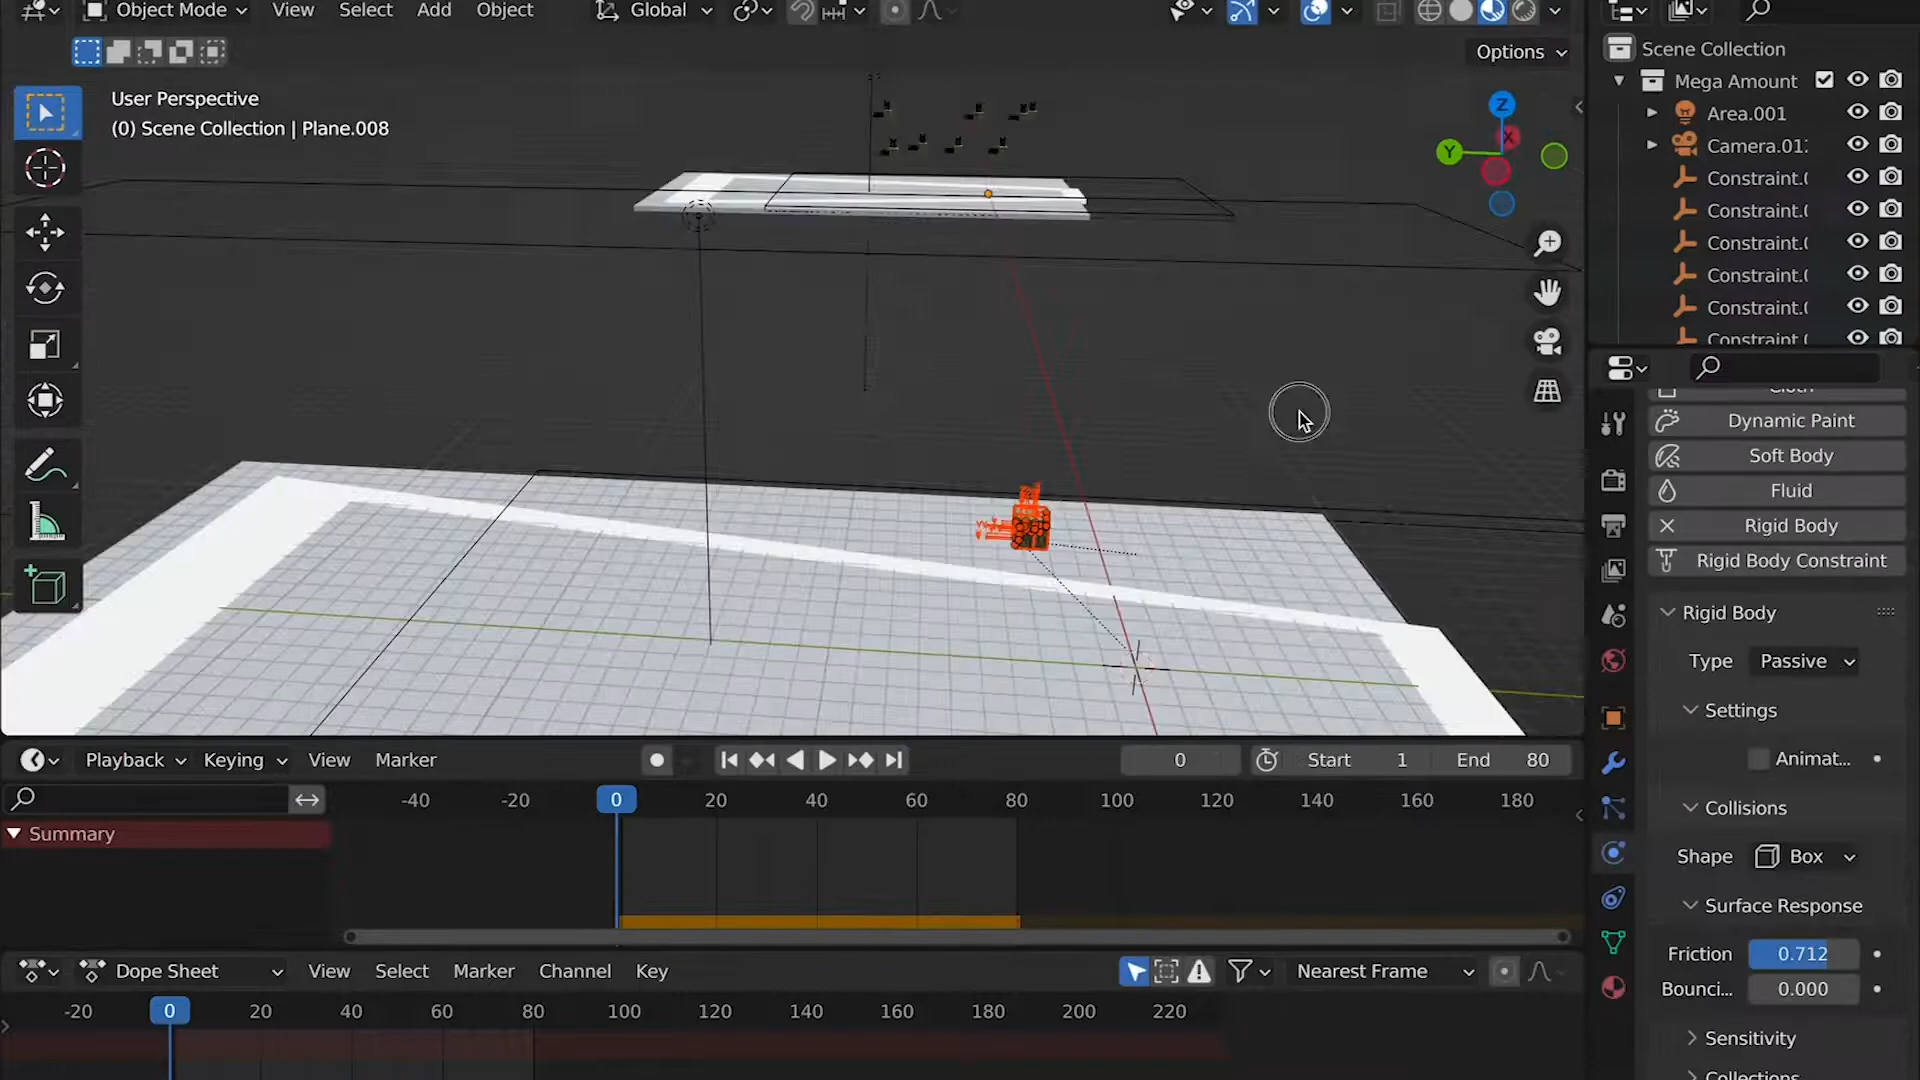 Object Mode View Select Add Object Global
Options
User Perspective
(0) Scene Collection | Plane.008
Z
X
Y
Scene Collection
Mega Amount
Area.001
Camera.01
Constraint.
Constraint.
Constraint.
Constraint.
Constraint.
Constraint.
Dynamic Paint
Soft Body
Fluid
Rigid Body
Rigid Body Constraint
Rigid Body
Type Passive
Settings
Animat...
Collisions
Shape Box
Surface Response
Friction 0.712
Bounci... 0.000
Sensitivity
Collections
Playback Keying View Marker 0 Start 1 End 80
-40 -20 0 20 40 60 80 100 120 140 160 180
Summary
Dope Sheet View Select Marker Channel Key Nearest Frame
-20 0 20 40 60 80 100 120 140 160 180 200 220